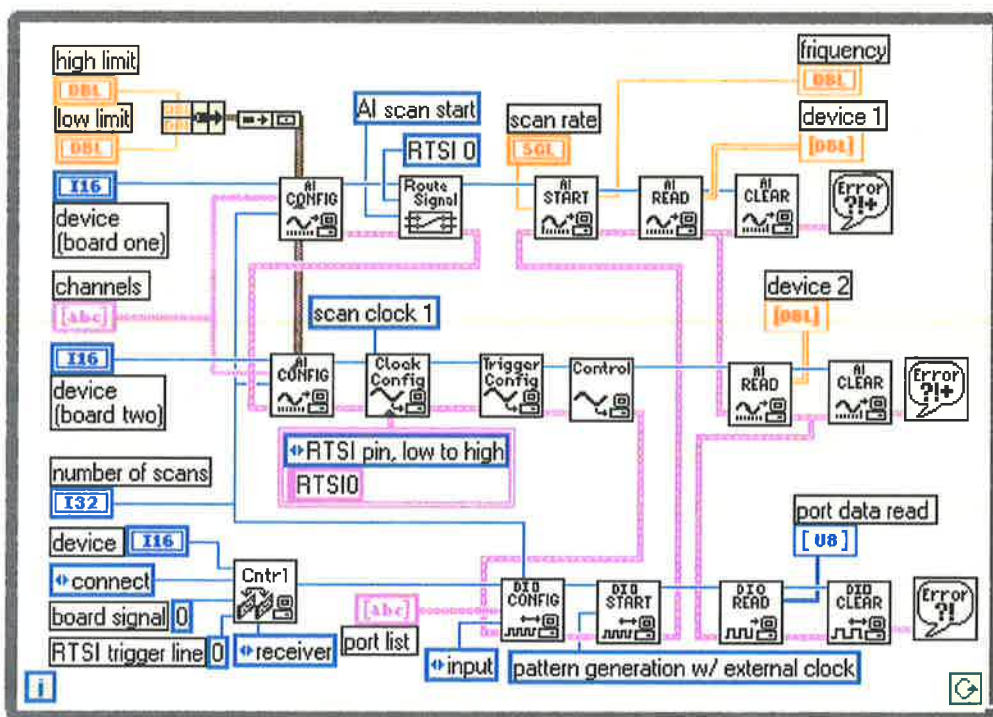 high limit
DBL
low limit
DBL
DBL
DBL
I16
device
(board one)
channels
[Abc]
I16
device
(board two)
number of scans
I32
device I16
connect
board signal 0
RTSI trigger line 0
receiver
i
AI scan start
RTSI 0
AI
CONFIG
Route
Signal
scan rate
SGL
AI
START
AI
READ
AI
CLEAR
Error
?!+
friquency
DBL
device 1
[DBL]
scan clock 1
AI
CONFIG
Clock
Config
Trigger
Config
Control
RTSI pin, low to high
RTSI0
device 2
[DBL]
AI
READ
AI
CLEAR
Error
?!+
Cntrl
[Abc]
port list
input
DIO
CONFIG
DIO
START
pattern generation w/ external clock
port data read
[U8]
DIO
READ
DIO
CLEAR
Error
?!